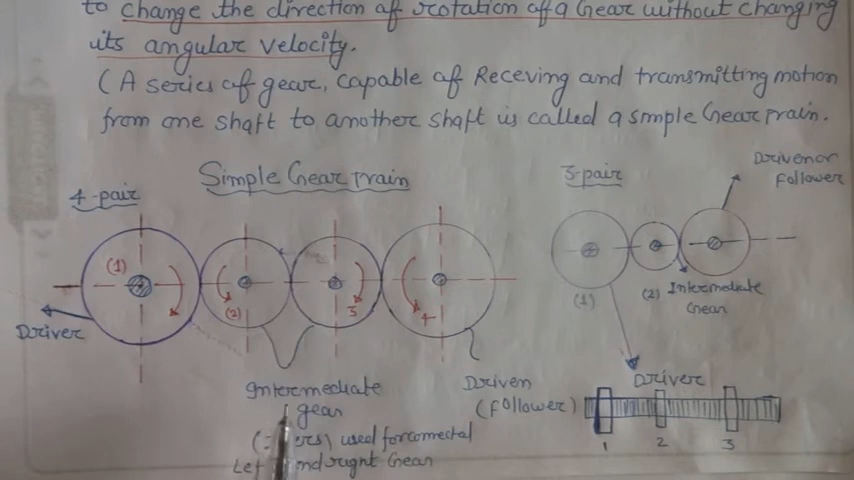 to change the direction of rotation of a Gear without changing
its angular velocity.
(A series of gear, capable of Receving and transmitting motion
from one shaft to another shaft is called a smple Gear train.
Simple Gear train
4-pair
3-pair
Driven or
follower
(1)
(2)
3
4
Driver
Intermediate
gear
used for
Driven
(follower)
(1)
(2) Intermediate
Gear
Driver
1 2 3
right Gear